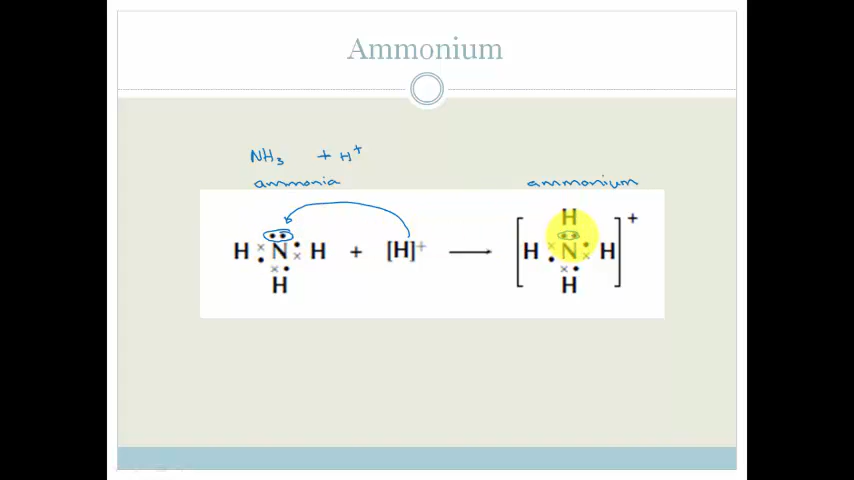 Ammonium
NH₃ + H⁺
ammonia ammonium
H H N H + [H]⁺ → [H N H]⁺
H H